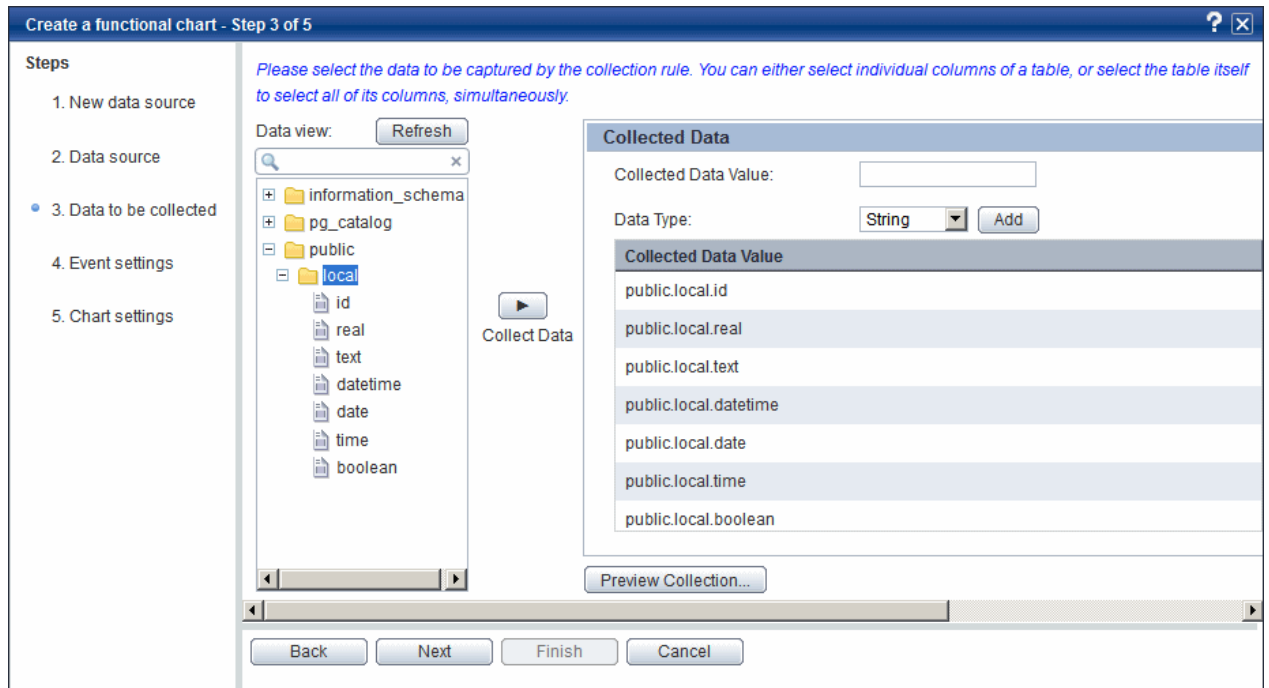 Create a functional chart - Step 3 of 5
?
Steps
1. New data source
2. Data source
3. Data to be collected
4. Event settings
5. Chart settings
Please select the data to be captured by the collection rule. You can either select individual columns of a table, or select the table itself
to select all of its columns, simultaneously.
Data view:
Refresh
information_schema
pg_catalog
public
local
id
real
text
datetime
date
time
boolean
Collect Data
Collected Data
Collected Data Value:
Data Type:
String
Add
Collected Data Value
public.local.id
public.local.real
public.local.text
public.local.datetime
public.local.date
public.local.time
public.local.boolean
Preview Collection...
Back
Next
Finish
Cancel